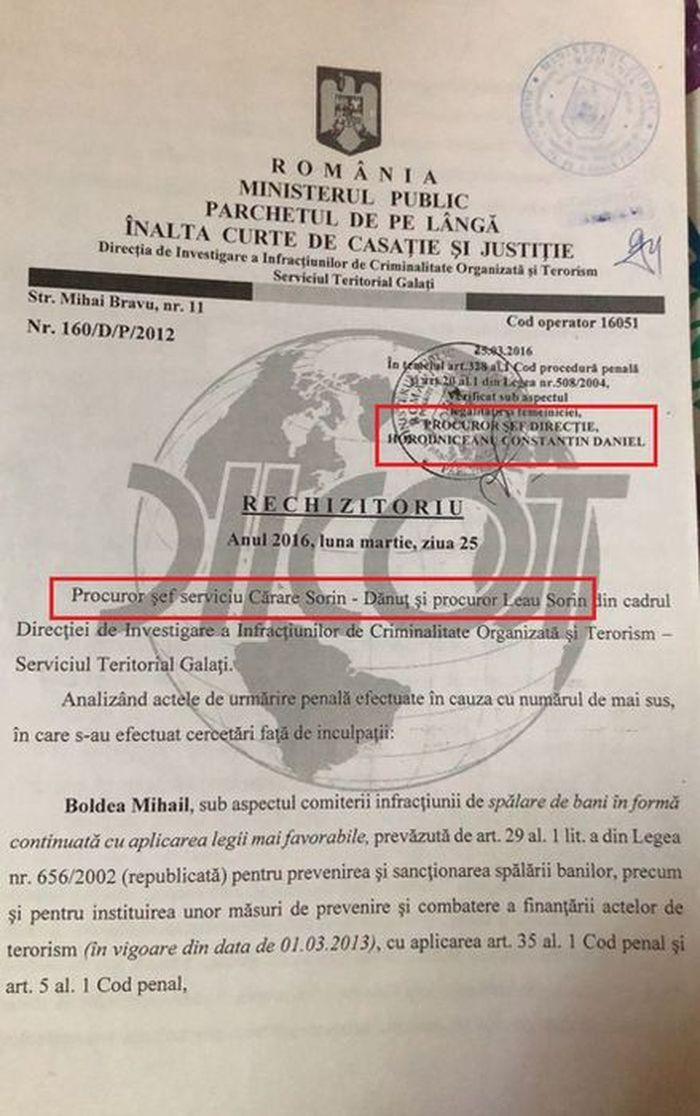 ROMÂNIA
MINISTERUL PUBLIC
PARCHETUL DE PE LÂNGĂ
ÎNALTA CURTE DE CASAȚIE ȘI JUSTIȚIE
Direcția de Investigare a Infracțiunilor de Criminalitate Organizată și Terorism
Serviciul Teritorial Galați
Str. Mihai Bravu, nr. 11
Cod operator 16051
Nr. 160/D/P/2012
25.03.2016
În temeiul art.328 al.1 Cod procedură penală
și art.20 al.1 din Legea nr.508/2004,
Verificat sub aspectul
legalității și temeiniciei,
PROCUROR ȘEF DIRECȚIE,
HORODNICEANU CONSTANTIN DANIEL
DIICOT
RECHIZITORIU
Anul 2016, luna martie, ziua 25
Procuror șef serviciu Cărare Sorin - Dănuț și procuror Leau Sorin din cadrul
Direcției de Investigare a Infracțiunilor de Criminalitate Organizată și Terorism –
Serviciul Teritorial Galați.
Analizând actele de urmărire penală efectuate în cauza cu numărul de mai sus,
în care s-au efectuat cercetări față de inculpații:
Boldea Mihail, sub aspectul comiterii infracțiunii de spălare de bani în formă
continuată cu aplicarea legii mai favorabile, prevăzută de art. 29 al. 1 lit. a din Legea
nr. 656/2002 (republicată) pentru prevenirea și sancționarea spălării banilor, precum
și pentru instituirea unor măsuri de prevenire și combatere a finanțării actelor de
terorism (în vigoare din data de 01.03.2013), cu aplicarea art. 35 al. 1 Cod penal și
art. 5 al. 1 Cod penal,